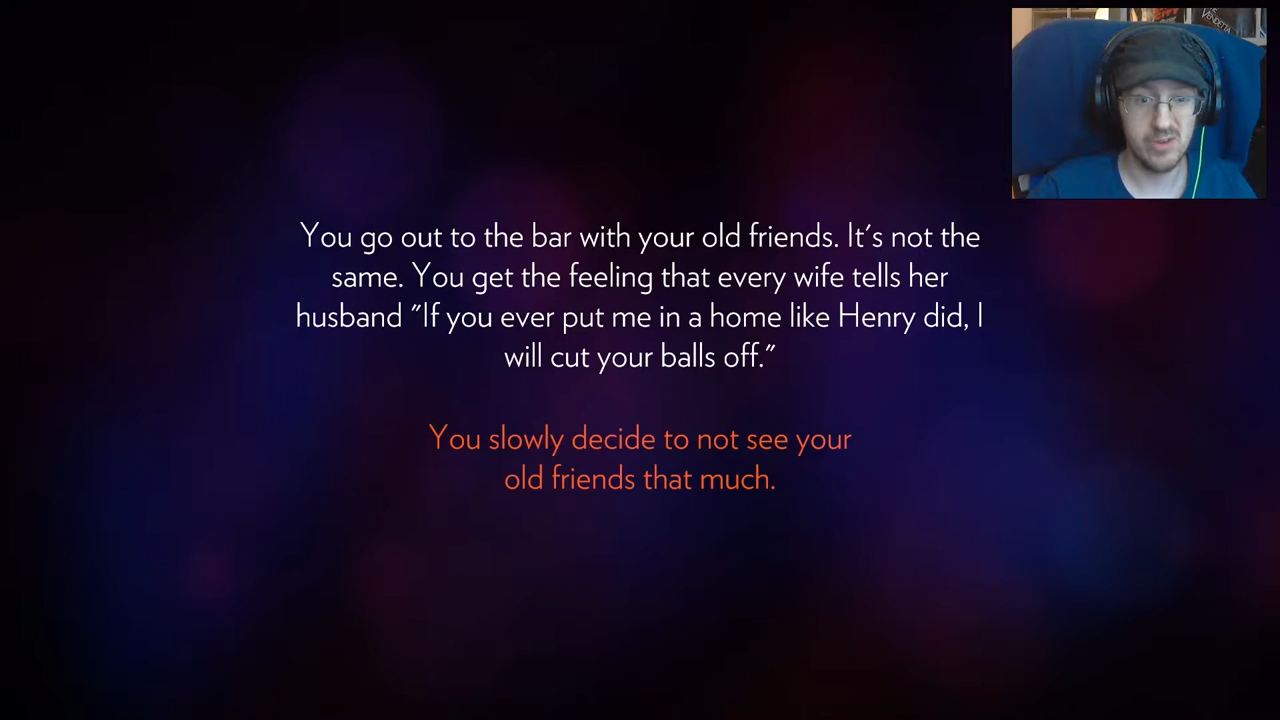 VENDETTA
You go out to the bar with your old friends. It's not the
same. You get the feeling that every wife tells her
husband "If you ever put me in a home like Henry did, I
will cut your balls off."
You slowly decide to not see your
old friends that much.